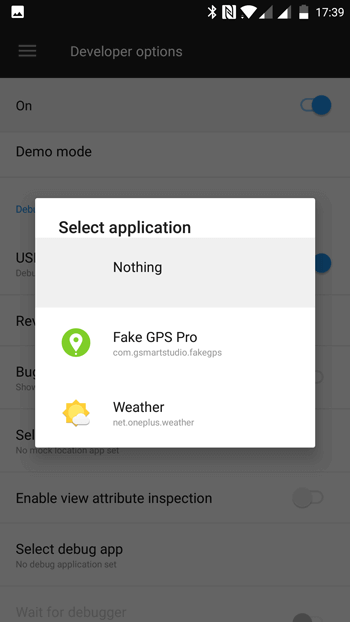 17:39
Developer options
On
Demo mode
Debu
Select application
Nothing
USB
Debu
Fake GPS Pro
com.gsmartstudio.fakegps
Rev
Bug
Show
Weather
net.oneplus.weather
Sel
No mock location app set
Enable view attribute inspection
Select debug app
No debug application set
Wait for debugger